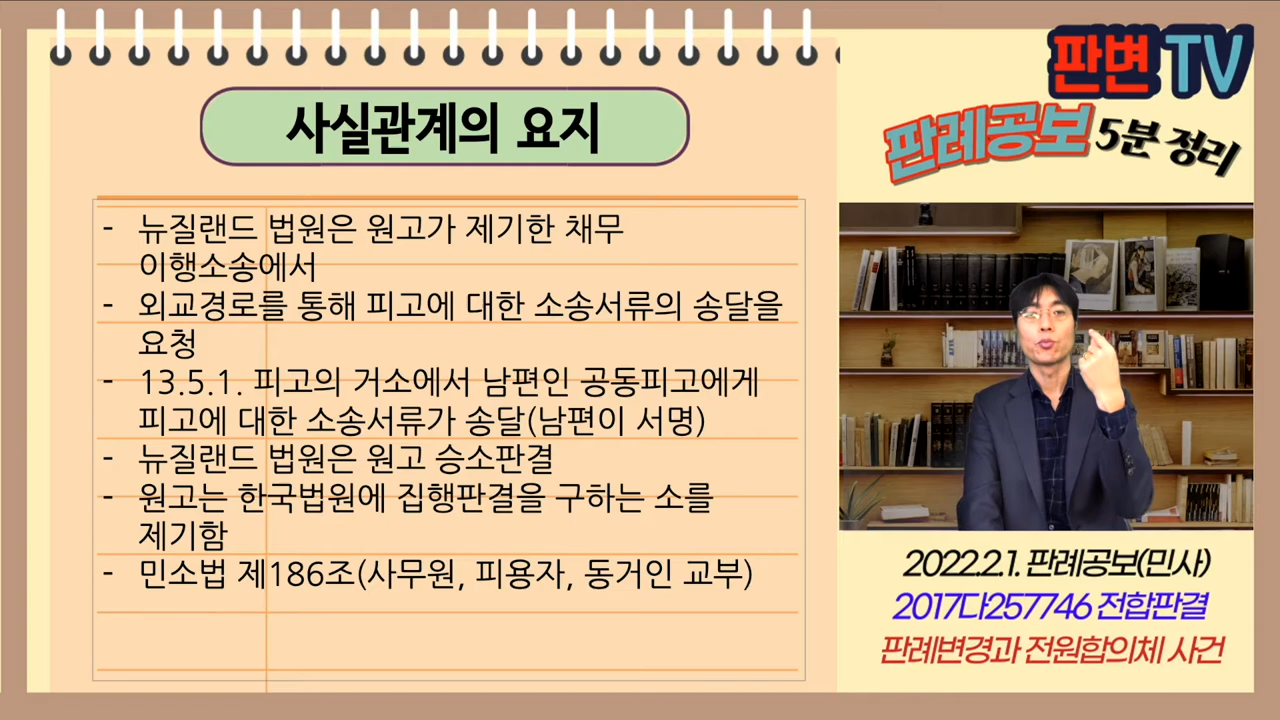 사실관계의 요지
- 뉴질랜드 법원은 원고가 제기한 채무
이행소송에서
- 외교경로를 통해 피고에 대한 소송서류의 송달을
요청
- 13.5.1. 피고의 거소에서 남편인 공동피고에게
피고에 대한 소송서류가 송달(남편이 서명)
- 뉴질랜드 법원은 원고 승소판결
- 원고는 한국법원에 집행판결을 구하는 소를
제기함
- 민소법 제186조(사무원, 피용자, 동거인 교부)
판변 TV
판례공보 5분 정리
2022.2.1. 판례공보(민사)
2017다257746 전합판결
판례변경과 전원합의체 사건